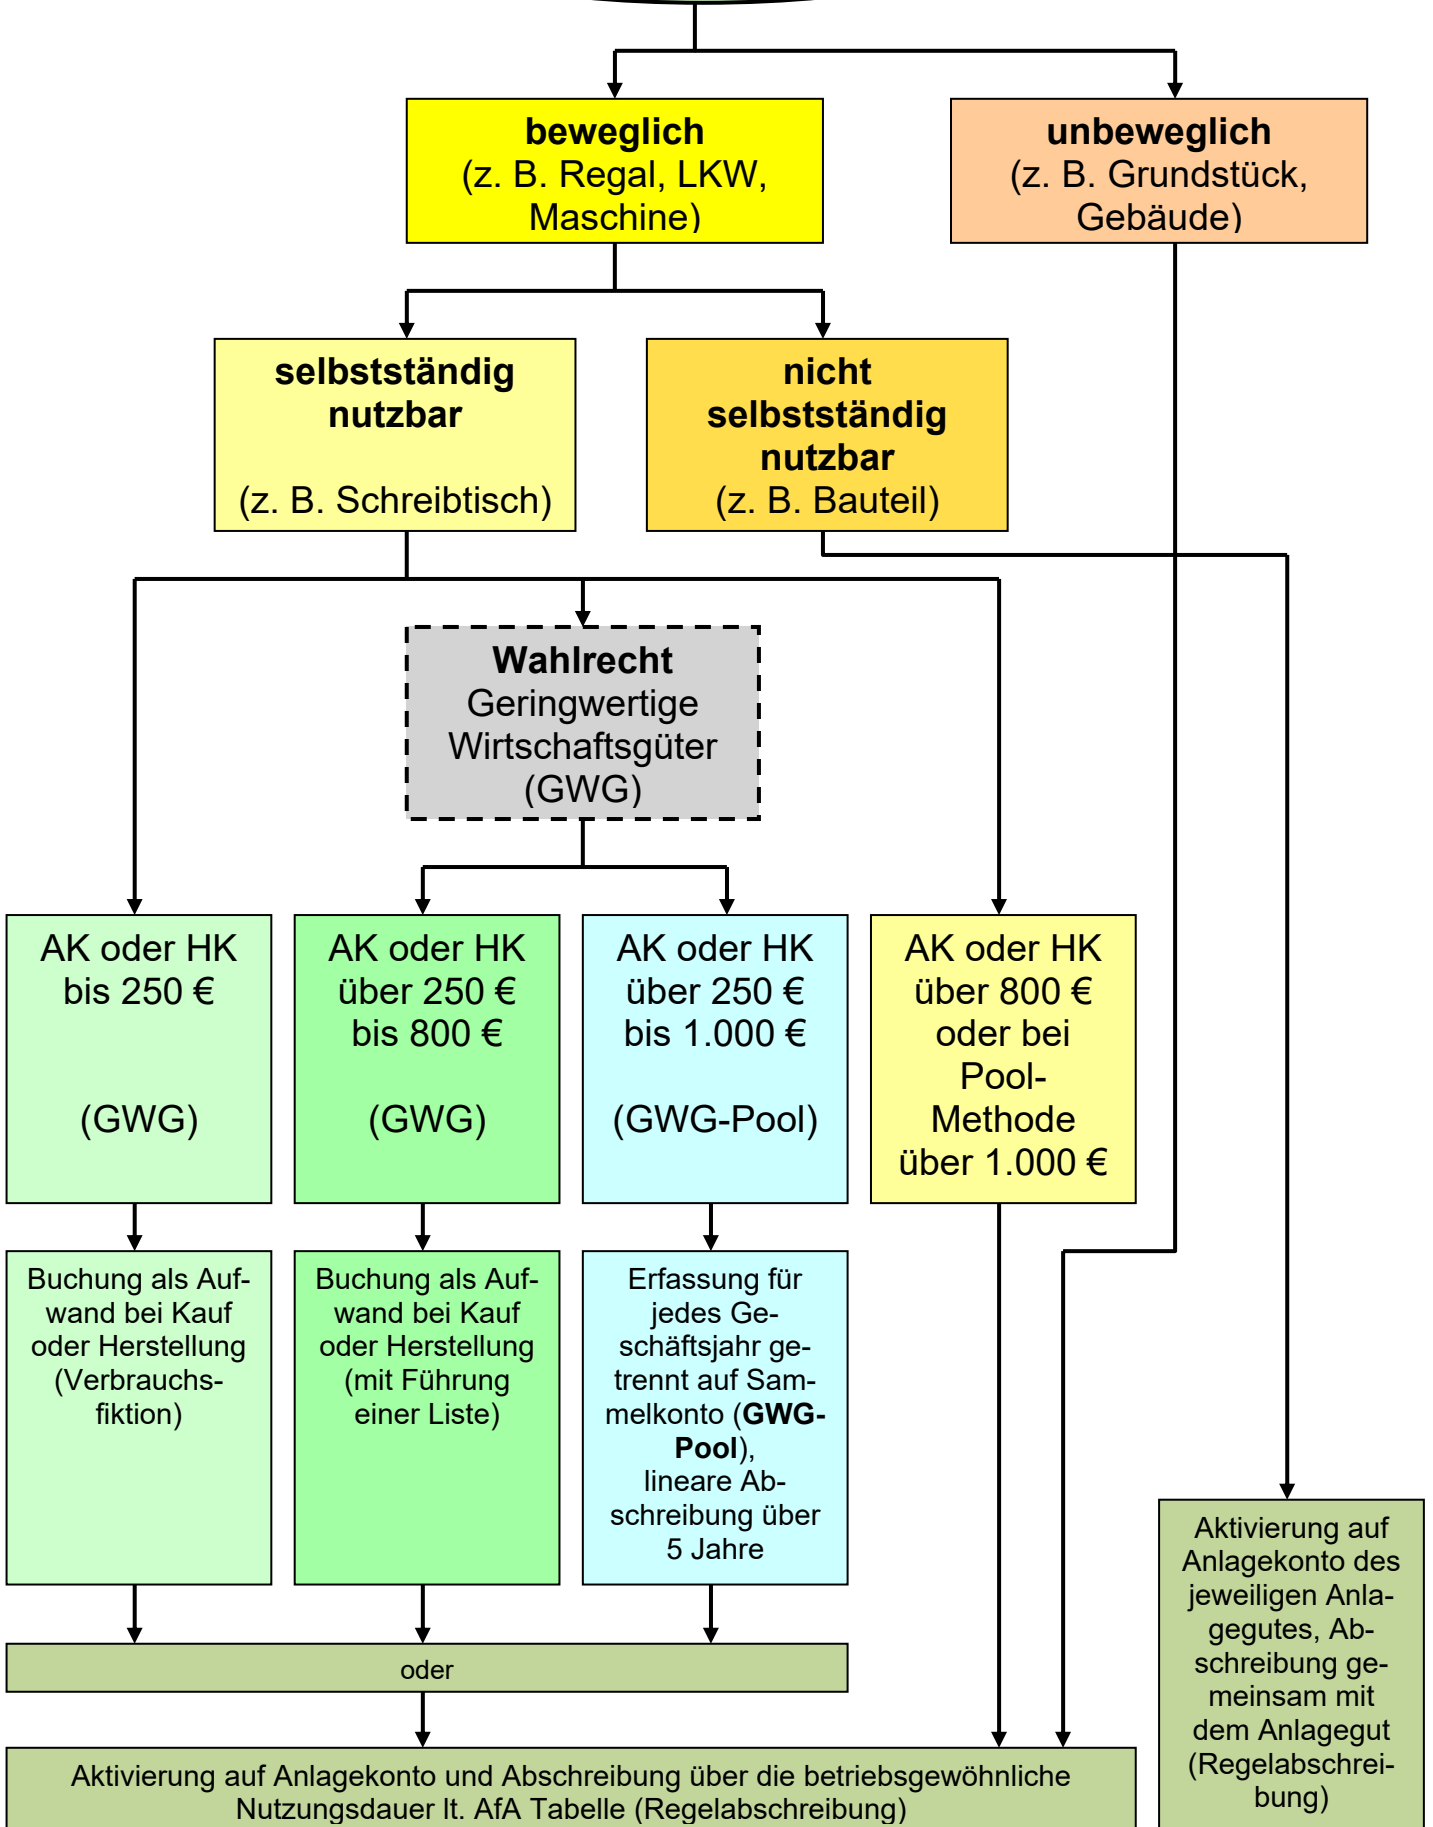 beweglich
(z. B. Regal, LKW,
Maschine)
unbeweglich
(z. B. Grundstück,
Gebäude)
selbstständig
nutzbar
(z. B. Schreibtisch)
nicht
selbstständig
nutzbar
(z. B. Bauteil)
Wahlrecht
Geringwertige
Wirtschaftsgüter
(GWG)
AK oder HK
bis 250 €
(GWG)
AK oder HK
über 250 €
bis 800 €
(GWG)
AK oder HK
über 250 €
bis 1.000 €
(GWG-Pool)
AK oder HK
über 800 €
oder bei
Pool-
Methode
über 1.000 €
Buchung als Auf-
wand bei Kauf
oder Herstellung
(Verbrauchs-
fiktion)
Buchung als Auf-
wand bei Kauf
oder Herstellung
(mit Führung
einer Liste)
Erfassung für
jedes Ge-
schäftsjahr ge-
trennt auf Sam-
melkonto (GWG-
Pool),
lineare Ab-
schreibung über
5 Jahre
Aktivierung auf
Anlagekonto des
jeweiligen Anla-
gegutes, Ab-
schreibung ge-
meinsam mit
dem Anlagegut
(Regelabschrei-
bung)
oder
Aktivierung auf Anlagekonto und Abschreibung über die betriebsgewöhnliche
Nutzungsdauer lt. AfA Tabelle (Regelabschreibung)